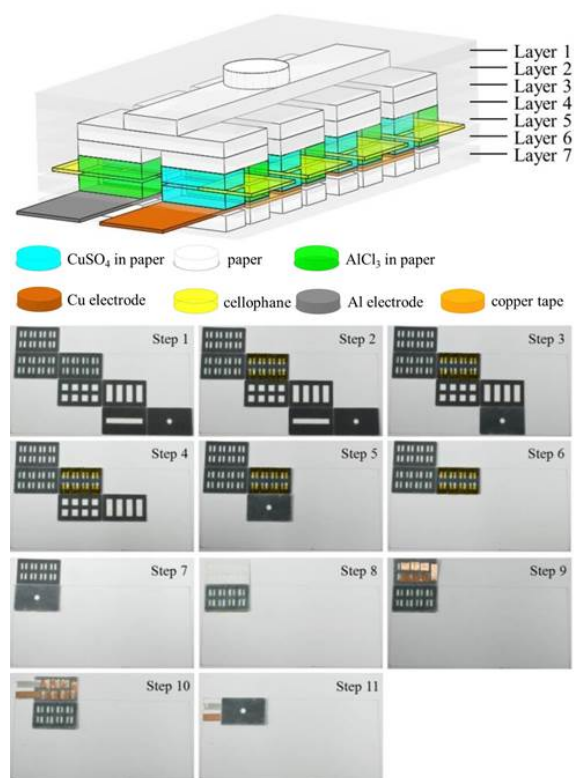 Layer 1
Layer 2
Layer 3
Layer 4
Layer 5
Layer 6
Layer 7
CuSO₄ in paper
paper
AlCl₃ in paper
Cu electrode
cellophane
Al electrode
copper tape
Step 1
Step 2
Step 3
Step 4
Step 5
Step 6
Step 7
Step 8
Step 9
Step 10
Step 11